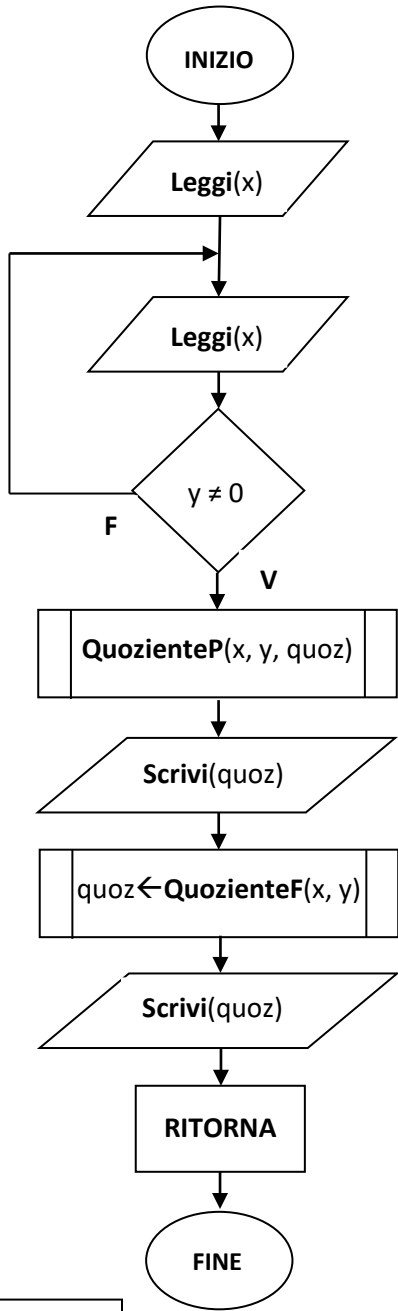 INIZIO
Leggi(x)
Leggi(x)
y ≠ 0
F
V
QuozienteP(x, y, quoz)
Scrivi(quoz)
quoz←QuozienteF(x, y)
Scrivi(quoz)
RITORNA
FINE